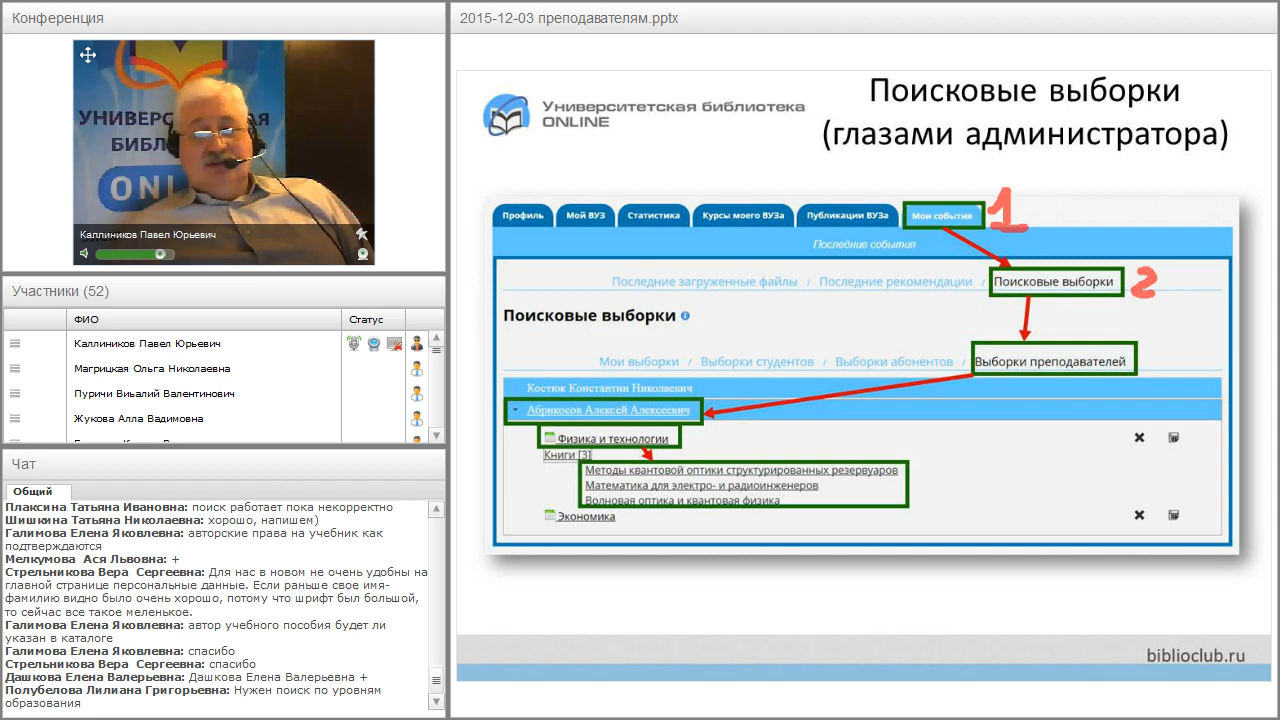 Конференция
УНИВЕРС
АЯ
БИБЛ
ONL
Каллиников Павел Юрьевич
Участники (52)
ФИО
Статус
Каллиников Павел Юрьевич
Магрицкая Олеся Николаевна
Пуричи Виьалий Валентинович
Жукова Алла Вадимовна
Чат
Общий
Плаксина Татьяна Ивановна: поиск работает пока некорректно
Шишкина Татьяна Николаевна: хорошо, напишем)
Галимова Елена Яковлевна: авторские права на учебник как
подтверждаются
Мелкумова Ася Львовна: +
Стрельникова Вера Сергеевна: Для нас в новом не очень удобны на
главной странице персональные данные. Если раньше свое имя-
фамилию видно было очень хорошо, потому что шрифт был большой,
то сейчас все такое меленькое.
Галимова Елена Яковлевна: автор учебного пособия будет ли
указан в каталоге
Галимова Елена Яковлевна: спасибо
Стрельникова Вера Сергеевна: спасибо
Дашкова Елена Валерьевна: Дашкова Елена Валерьевна +
Полубелова Лилиана Григорьевна: Нужен поиск по уровням
образования
2015-12-03 преподавателям.pptx
Университетская библиотека
ONLINE
Поисковые выборки
(глазами администратора)
Профиль
Мой ВУЗ
Статистика
Курсы моего ВУЗа
Публикации ВУЗа
Мои события
1
Последние события
Последние загруженные файлы / Последние рекомендации / Поисковые выборки
2
Поисковые выборки
Мои выборки / Выборки студентов / Выборки абонентов / Выборки преподавателей
Костюк Константин Николаевич
Абрикосов Алексей Алексеевич
Физика и технологии
Книги [3]
Методы квантовой оптики структурированных резервуаров
Математика для электро- и радиоинженеров
Волновая оптика и квантовая физика
Экономика
biblioclub.ru